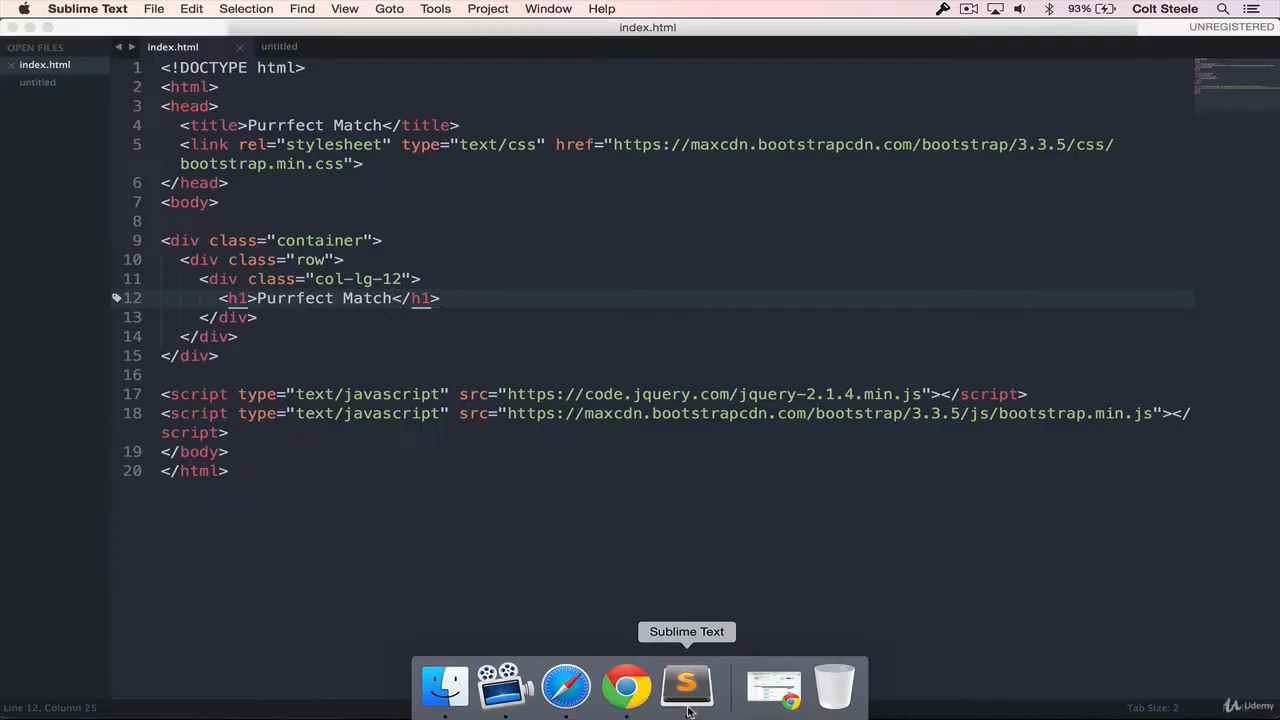 Sublime Text File Edit Selection Find View Goto Tools Project Window Help 93% Colt Steele
index.html UNREGISTERED
OPEN FILES
index.html
untitled
index.html untitled
1 <!DOCTYPE html>
2 <html>
3 <head>
4 <title>Purrfect Match</title>
5 <link rel="stylesheet" type="text/css" href="https://maxcdn.bootstrapcdn.com/bootstrap/3.3.5/css/
bootstrap.min.css">
6 </head>
7 <body>
8
9 <div class="container">
10 <div class="row">
11 <div class="col-lg-12">
12 <h1>Purrfect Match</h1>
13 </div>
14 </div>
15 </div>
16
17 <script type="text/javascript" src="https://code.jquery.com/jquery-2.1.4.min.js"></script>
18 <script type="text/javascript" src="https://maxcdn.bootstrapcdn.com/bootstrap/3.3.5/js/bootstrap.min.js"></
script>
19 </body>
20 </html>
Sublime Text
S
Line 12, Column 25 Tab Size: 2 Udemy